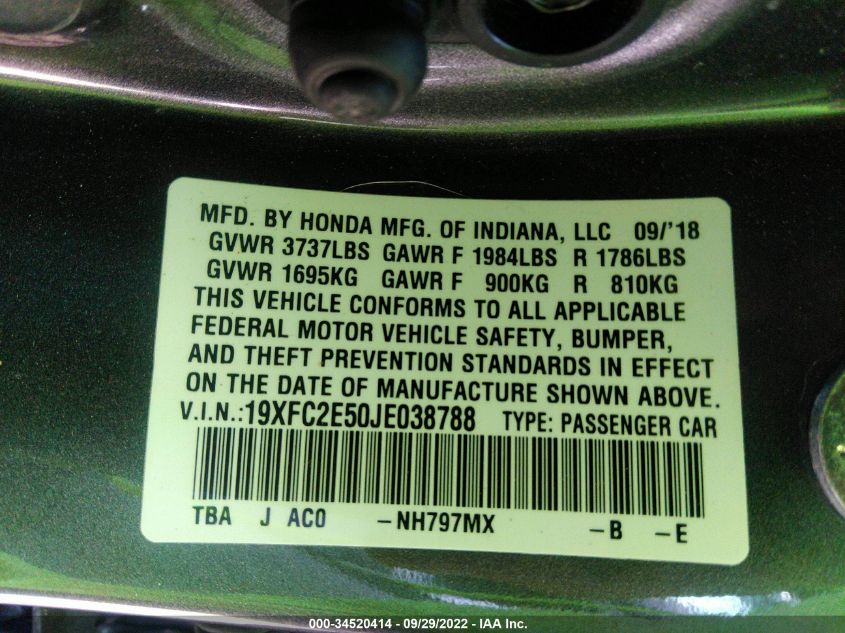 MFD. BY HONDA MFG. OF INDIANA, LLC 09/'18
GVWR 3737LBS GAWR F 1984LBS R 1786LBS
GVWR 1695KG GAWR F 900KG R 810KG
THIS VEHICLE CONFORMS TO ALL APPLICABLE
FEDERAL MOTOR VEHICLE SAFETY, BUMPER,
AND THEFT PREVENTION STANDARDS IN EFFECT
ON THE DATE OF MANUFACTURE SHOWN ABOVE.
V.I.N.:19XFC2E50JE038788 TYPE: PASSENGER CAR
TBA J AC0 -NH797MX -B -E
000-34520414 - 09/29/2022 - IAA Inc.